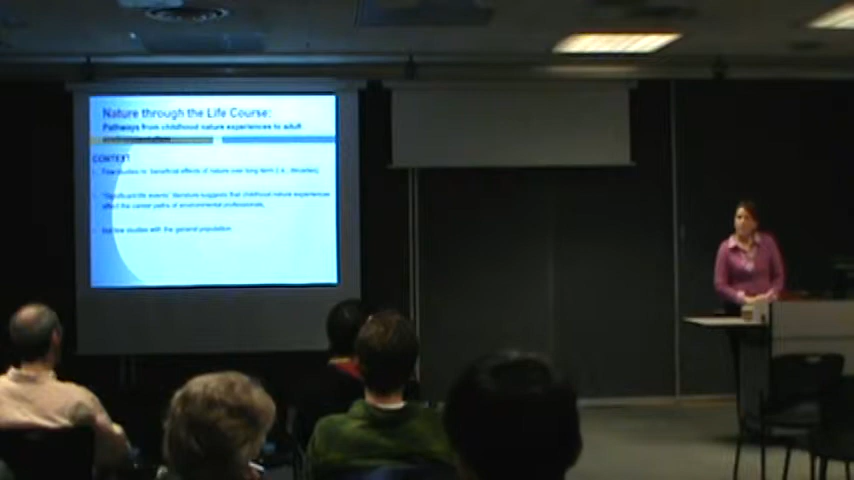 Nature through the Life Course:
Pathways from childhood nature experiences to adult
environmentalism
CONTEXT
Few studies re: beneficial effects of nature over long term (i.e.
"Significant life events" literature suggests that childhood nature experiences
affect the career paths of environmental professionals,
But few studies with the general population